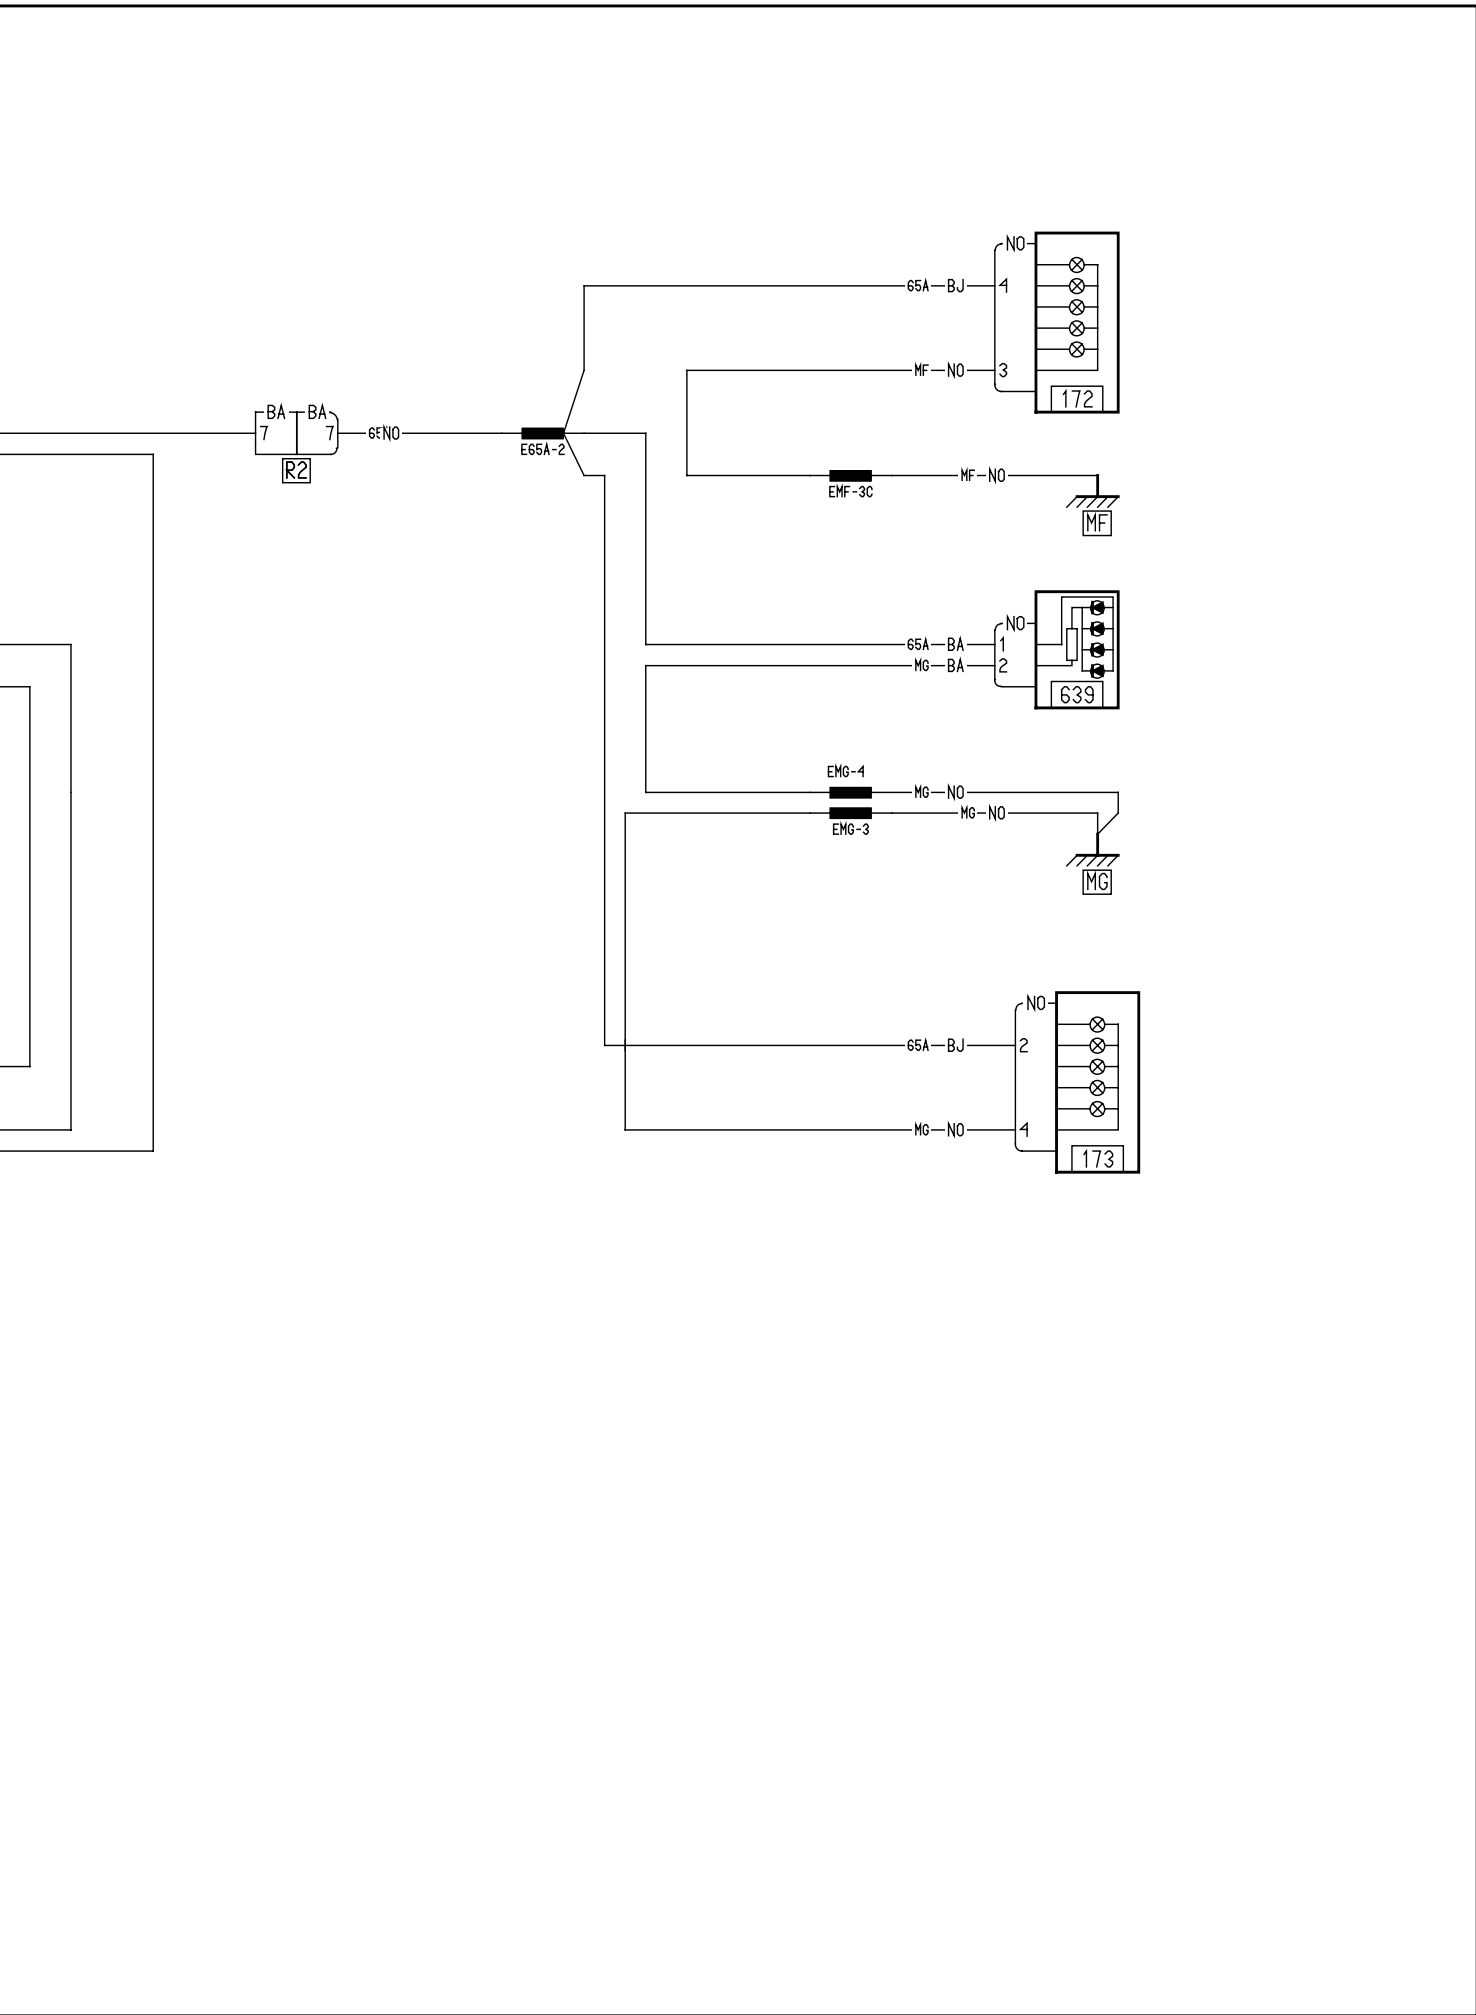 NO
65A BJ 4
MF NO 3
172
BA BA
7 7 NO
E65A-2
R2
MF NO
EMF-3C
MF
NO
65A BA 1
MG BA 2
639
EMG-4
MG NO
MG NO
EMG-3
MG
NO
65A BJ 2
MG NO 4
173